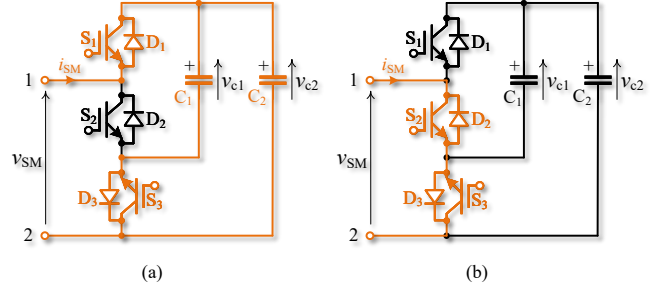 S1 D1 + + vc1 vc2
1 iSM C1 C2
S2 D2
vSM
D3 S3
2
(a)
S1 D1 + + vc1 vc2
1 iSM C1 C2
S2 D2
vSM
D3 S3
2
(b)